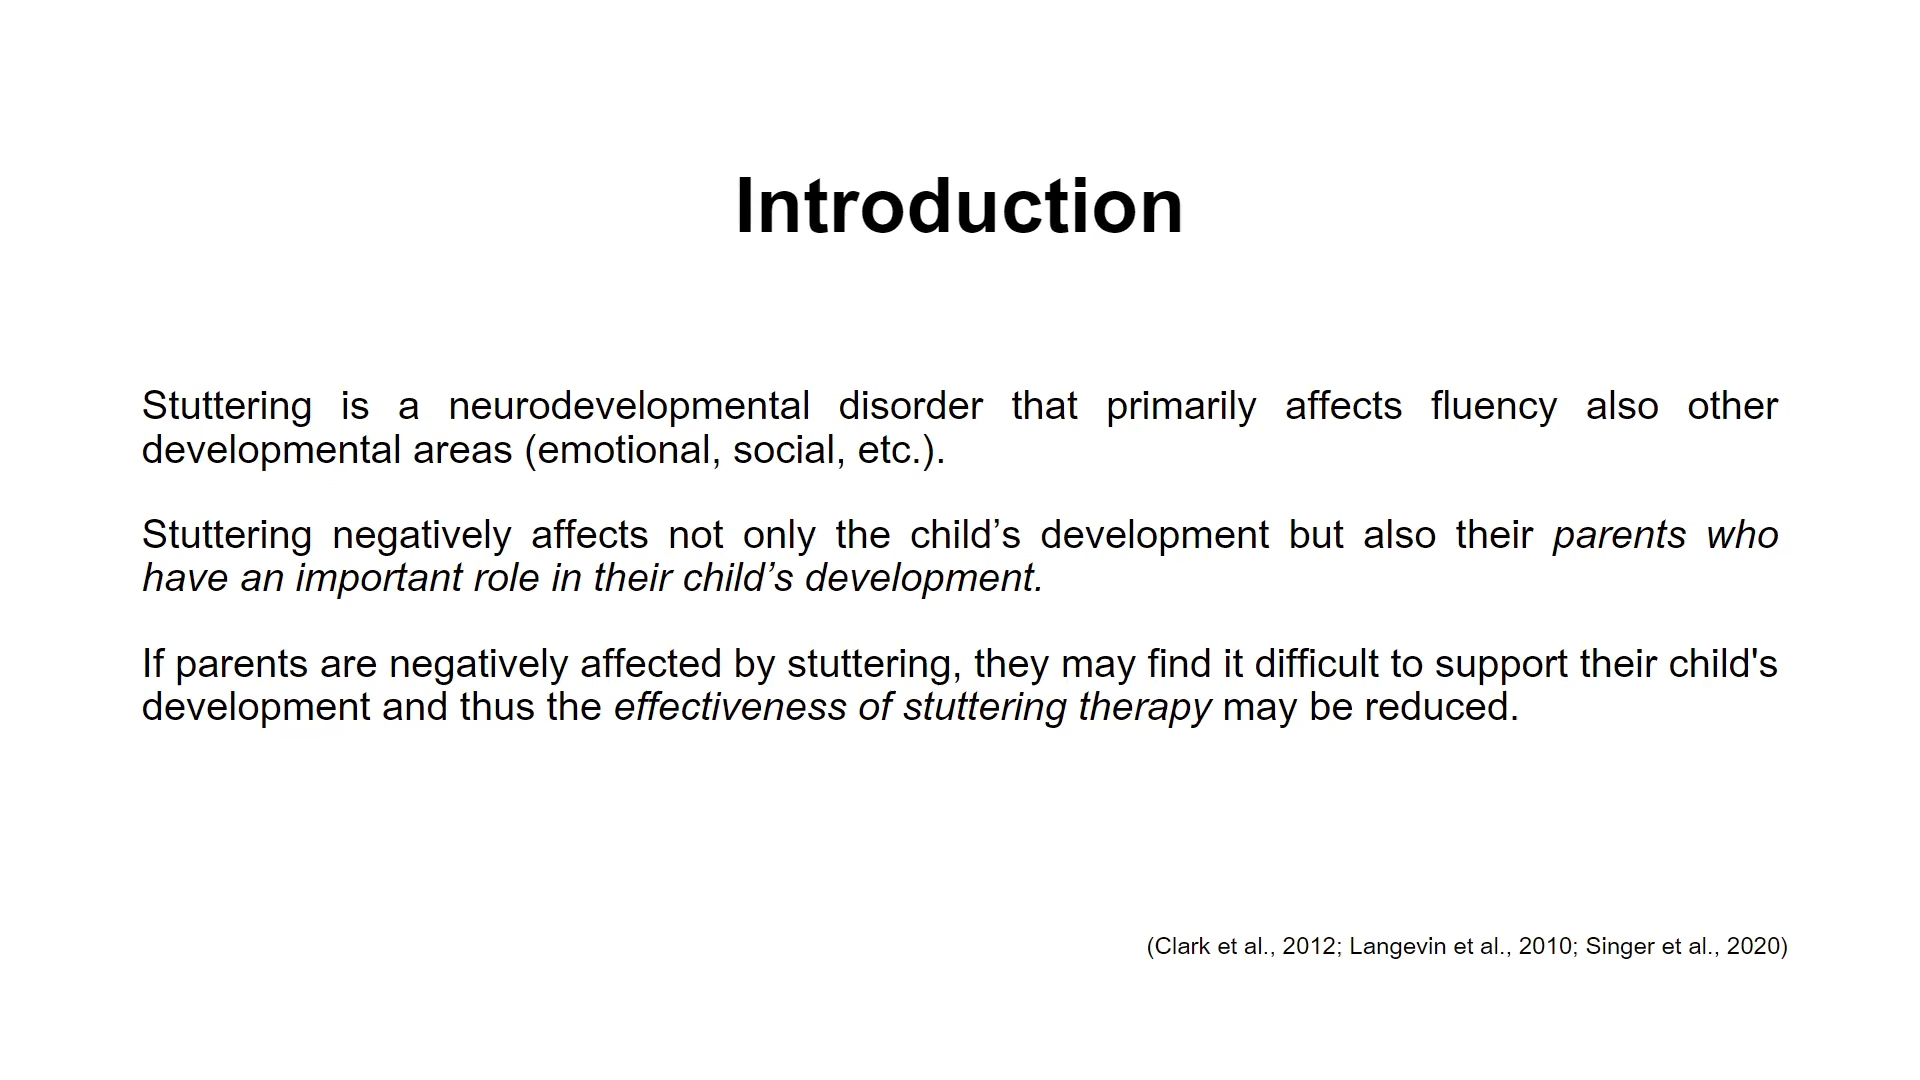 Introduction
Stuttering is a neurodevelopmental disorder that primarily affects fluency also other
developmental areas (emotional, social, etc.).
Stuttering negatively affects not only the child’s development but also their parents who
have an important role in their child’s development.
If parents are negatively affected by stuttering, they may find it difficult to support their child's
development and thus the effectiveness of stuttering therapy may be reduced.
(Clark et al., 2012; Langevin et al., 2010; Singer et al., 2020)